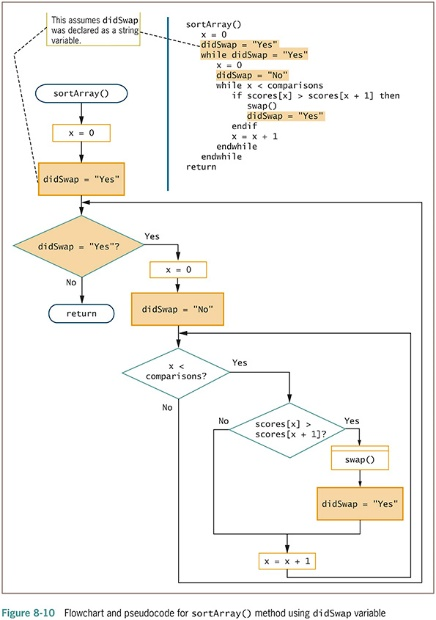 This assumes didSwap
was declared as a string
variable.
sortArray()
x = 0
didSwap = "Yes"
while didSwap = "Yes"
x = 0
didSwap = "No"
while x < comparisons
if scores[x] > scores[x + 1] then
swap()
didSwap = "Yes"
endif
x = x + 1
endwhile
endwhile
return
sortArray()
x = 0
didSwap = "Yes"
didSwap = "Yes"?
Yes
No
return
x = 0
didSwap = "No"
x <
comparisons?
Yes
No
scores[x] >
scores[x + 1]?
No
Yes
swap()
didSwap = "Yes"
x = x + 1
Figure 8-10 Flowchart and pseudocode for sortArray() method using didSwap variable